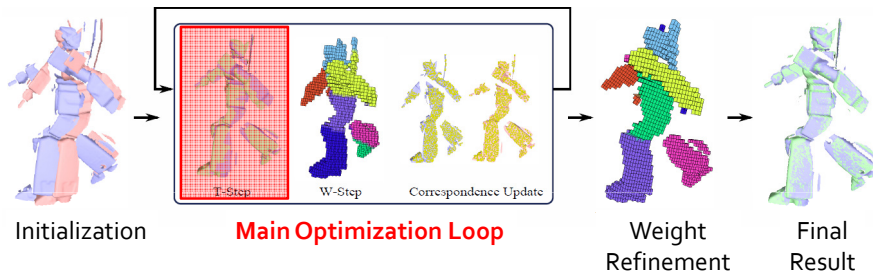 T-Step
W-Step
Correspondence Update
Initialization
Main Optimization Loop
Weight
Refinement
Final
Result